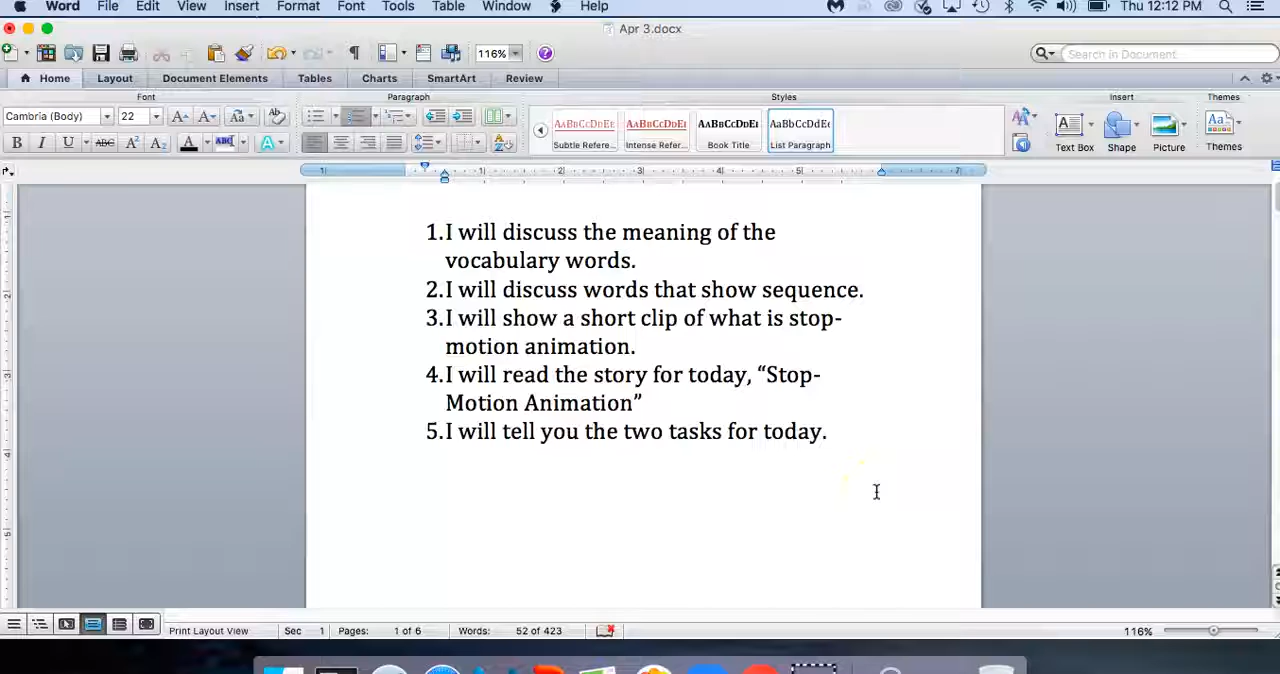 Word File Edit View Insert Format Font Tools Table Window Help Thu 12:12 PM
Apr 3.docx
116% Search in Document
Home Layout Document Elements Tables Charts SmartArt Review
Font Paragraph Styles Insert Themes
Cambria (Body) 22 AaBbCcDdEe AaBbCcDdEe AaBbCcDdEe AaBbCcDdEe
Subtle Refere... Intense Refer... Book Title List Paragraph Text Box Shape Picture Themes
1. I will discuss the meaning of the
vocabulary words.
2. I will discuss words that show sequence.
3. I will show a short clip of what is stop-
motion animation.
4. I will read the story for today, “Stop-
Motion Animation”
5. I will tell you the two tasks for today.
Print Layout View Sec 1 Pages: 1 of 6 Words: 52 of 423 116%